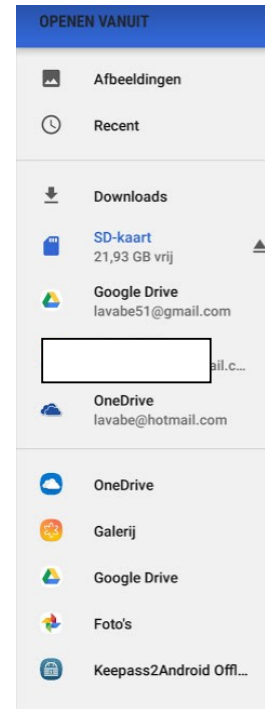 OPENEN VANUIT
Afbeeldingen
Recent
Downloads
SD-kaart
21,93 GB vrij
Google Drive
lavabe51@gmail.com
ail.c...
OneDrive
lavabe@hotmail.com
OneDrive
Galerij
Google Drive
Foto's
Keepass2Android Offl...